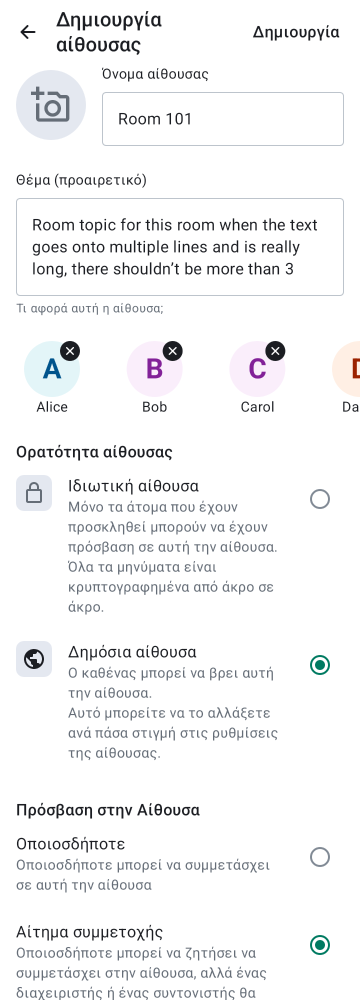 Δημιουργία αίθουσας
Δημιουργία
Όνομα αίθουσας
Room 101
Θέμα (προαιρετικό)
Room topic for this room when the text
goes onto multiple lines and is really
long, there shouldn't be more than 3
Τι αφορά αυτή η αίθουσα;
A B C D
Alice Bob Carol Da
Ορατότητα αίθουσας
Ιδιωτική αίθουσα
Μόνο τα άτομα που έχουν
προσκληθεί μπορούν να έχουν
πρόσβαση σε αυτή την αίθουσα.
Όλα τα μηνύματα είναι
κρυπτογραφημένα από άκρο σε
άκρο.
Δημόσια αίθουσα
Ο καθένας μπορεί να βρει αυτή
την αίθουσα.
Αυτό μπορείτε να το αλλάξετε
ανά πάσα στιγμή στις ρυθμίσεις
της αίθουσας.
Πρόσβαση στην Αίθουσα
Οποιοσδήποτε
Οποιοσδήποτε μπορεί να συμμετάσχει
σε αυτή την αίθουσα
Αίτημα συμμετοχής
Οποιοσδήποτε μπορεί να ζητήσει να
συμμετάσχει στην αίθουσα, αλλά ένας
διαχειριστής ή ένας συντονιστής θα